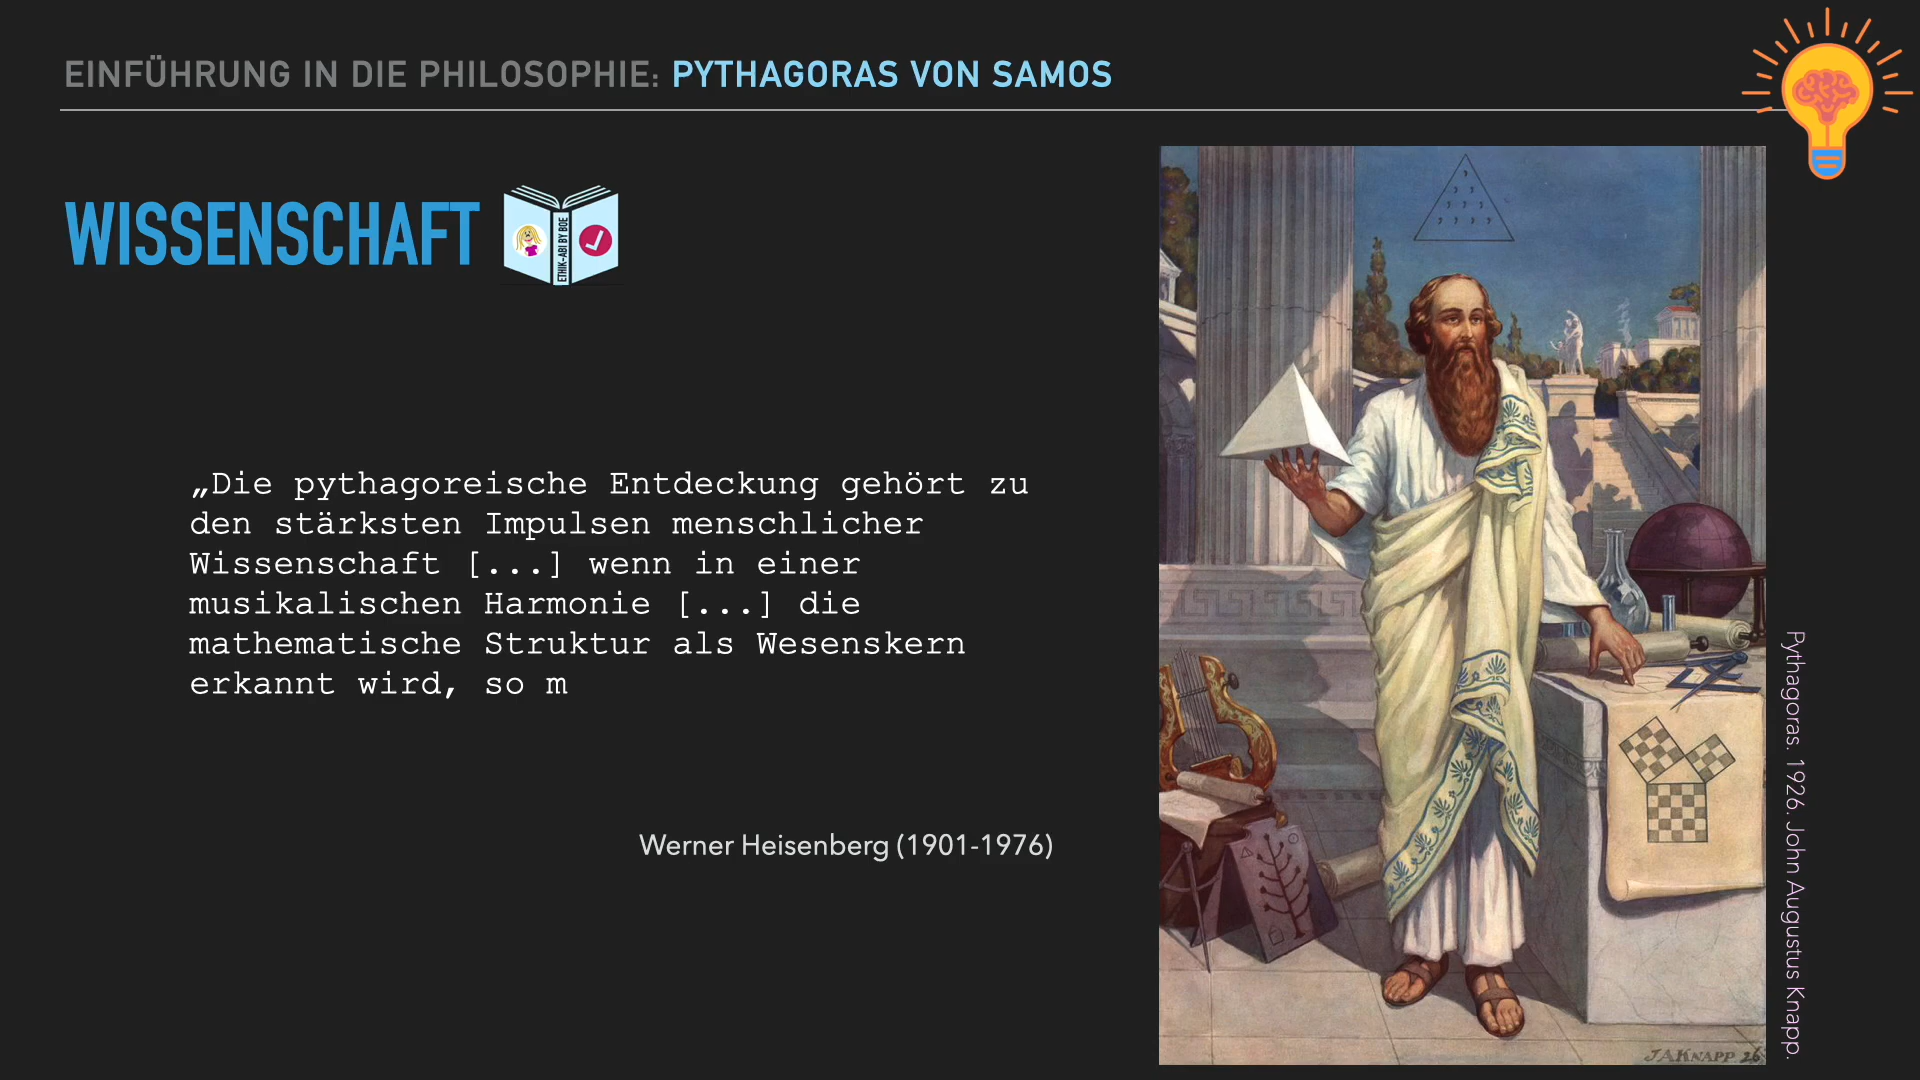 EINFÜHRUNG IN DIE PHILOSOPHIE: PYTHAGORAS VON SAMOS
WISSENSCHAFT
ETHIK-ABI BY BOE
„Die pythagoreische Entdeckung gehört zu
den stärksten Impulsen menschlicher
Wissenschaft [...] wenn in einer
musikalischen Harmonie [...] die
mathematische Struktur als Wesenskern
erkannt wird, so m
Werner Heisenberg (1901-1976)
Pythagoras. 1926. John Augustus Knapp.
J.A.KNAPP 26